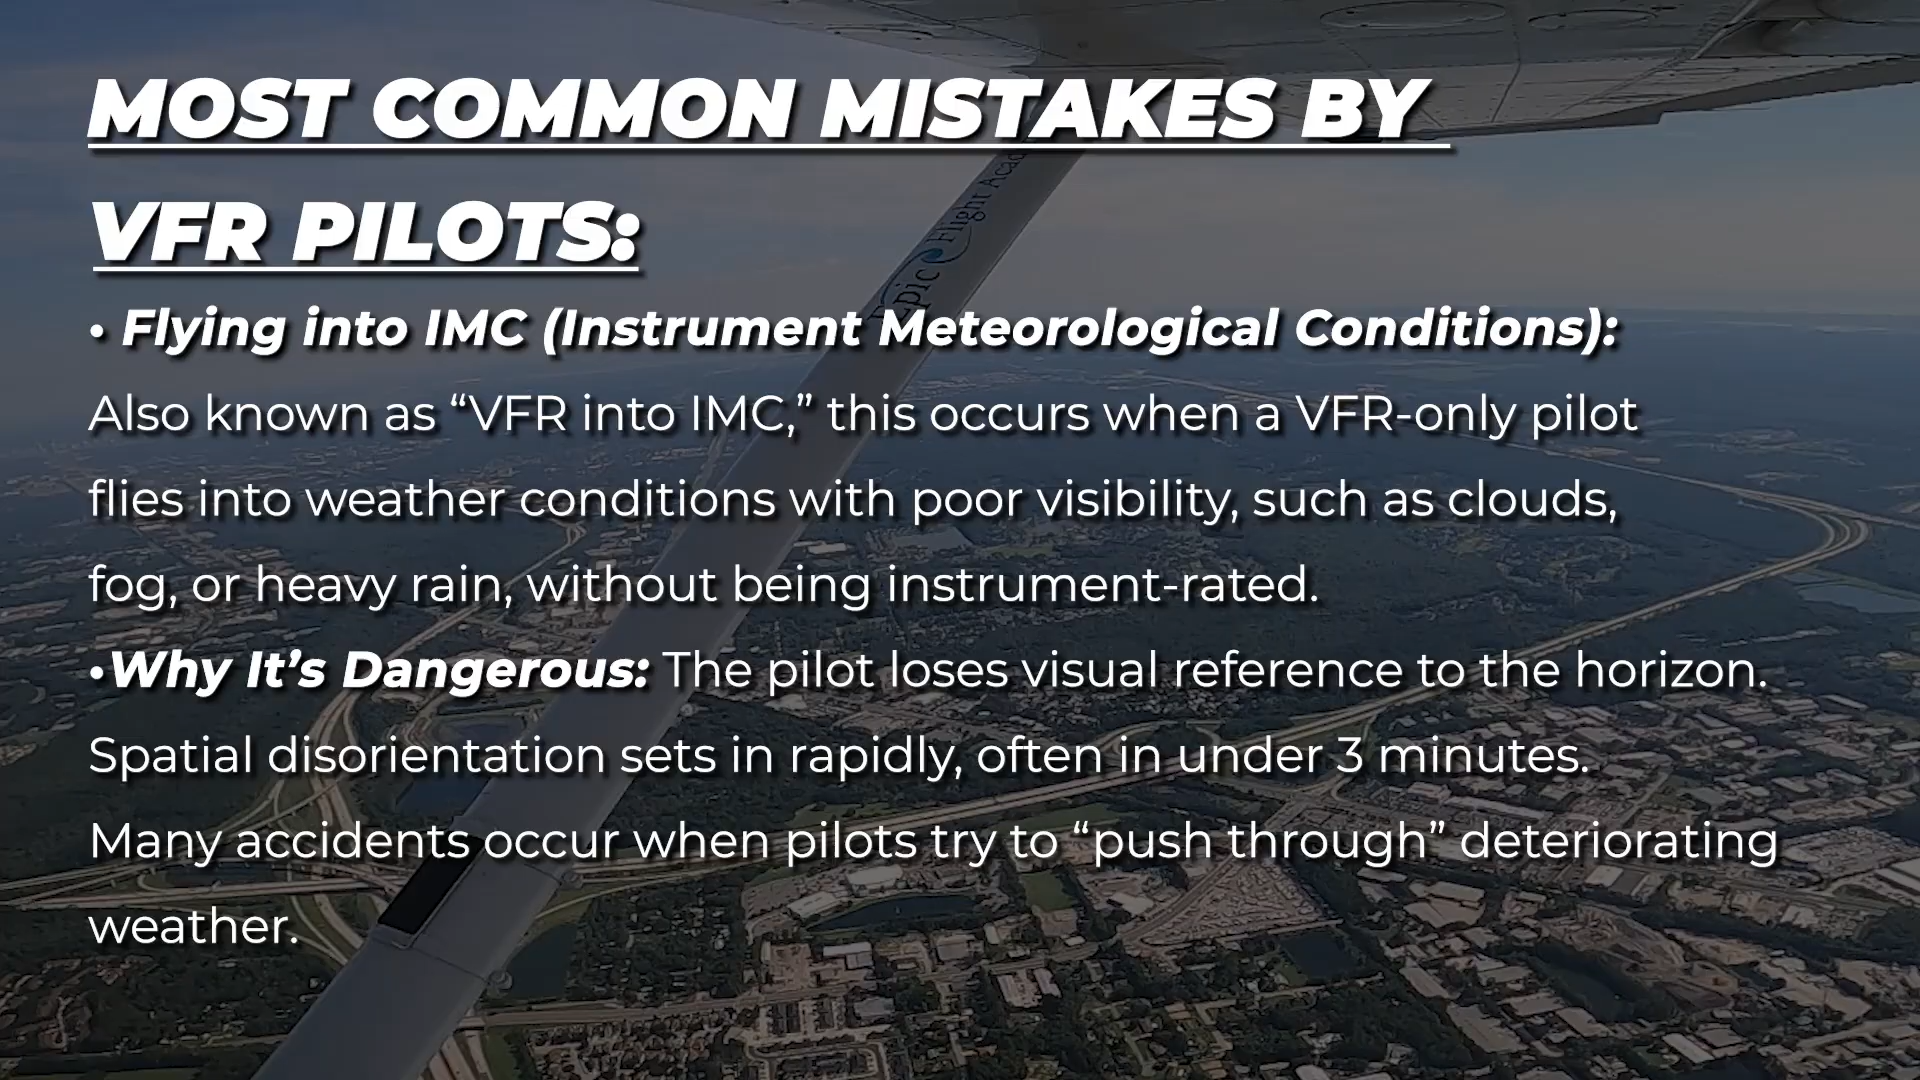 MOST COMMON MISTAKES BY
VFR PILOTS:
• Flying into IMC (Instrument Meteorological Conditions):
Also known as “VFR into IMC,” this occurs when a VFR-only pilot
flies into weather conditions with poor visibility, such as clouds,
fog, or heavy rain, without being instrument-rated.
•Why It’s Dangerous: The pilot loses visual reference to the horizon.
Spatial disorientation sets in rapidly, often in under 3 minutes.
Many accidents occur when pilots try to “push through” deteriorating
weather.
Epic Flight Acad